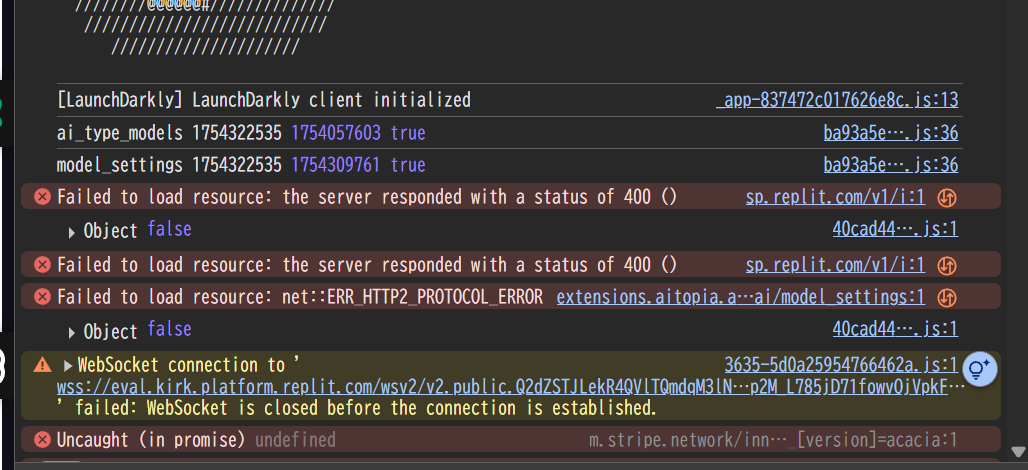 ////////@@@@@@#//////////////
///////////////////////////
/////////////////////
[LaunchDarkly] LaunchDarkly client initialized _app-837472c017626e8c.js:13
ai_type_models 1754322535 1754057603 true ba93a5e….js:36
model_settings 1754322535 1754309761 true ba93a5e….js:36
Failed to load resource: the server responded with a status of 400 () sp.replit.com/v1/i:1
Object false 40cad44….js:1
Failed to load resource: the server responded with a status of 400 () sp.replit.com/v1/i:1
Failed to load resource: net::ERR_HTTP2_PROTOCOL_ERROR extensions.aitopia.a…ai/model_settings:1
Object false 40cad44….js:1
WebSocket connection to ' 3635-5d0a25954766462a.js:1
wss://eval.kirk.platform.replit.com/wsv2/v2.public.Q2dZSTJLekR4QVlTQmdqM3lN…p2M_L785jD71fowvOjVpkF…
' failed: WebSocket is closed before the connection is established.
Uncaught (in promise) undefined m.stripe.network/inn…_[version]=acacia:1